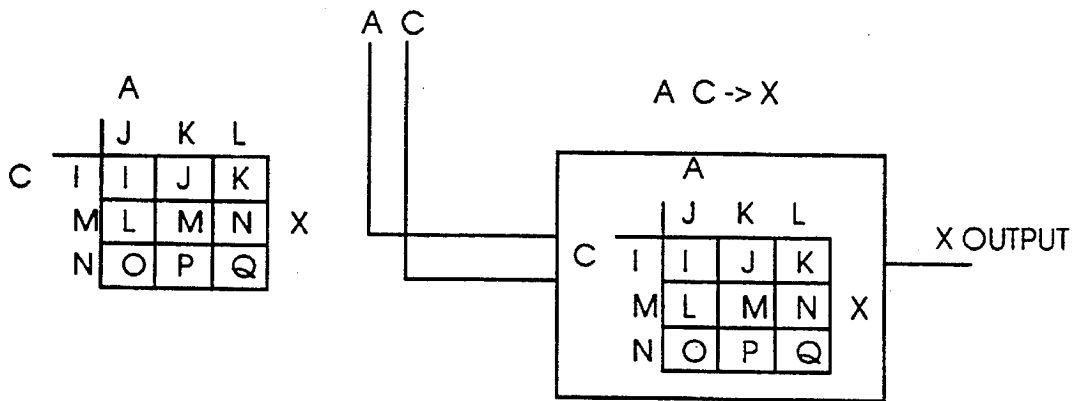 A C
A
J K L
C I I J K
M L M N X
N O P Q
A C -> X
A
J K L
C I I J K
M L M N X
N O P Q
X OUTPUT